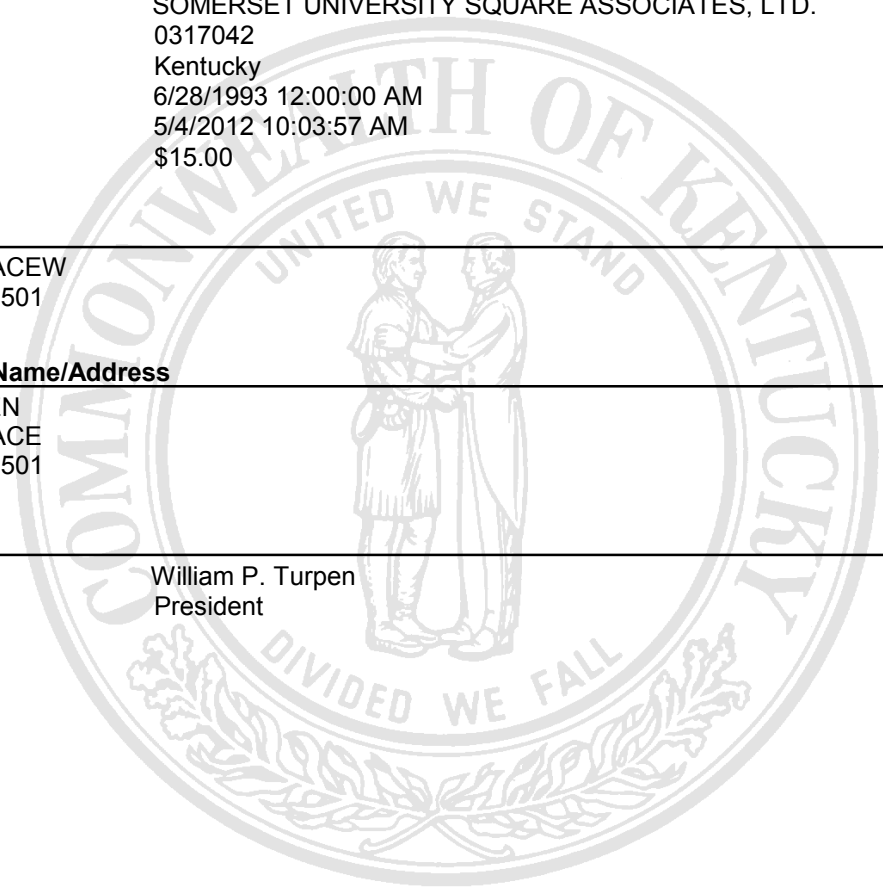 SOMERSET UNIVERSITY SQUARE ASSOCIATES, LTD.
0317042
Kentucky
6/28/1993 12:00:00 AM
5/4/2012 10:03:57 AM
$15.00
COMMONWEALTH OF KENTUCKY
UNITED WE STAND
ACEW
501
Name/Address
EN
ACE
501
William P. Turpen
President
DIVIDED WE FALL